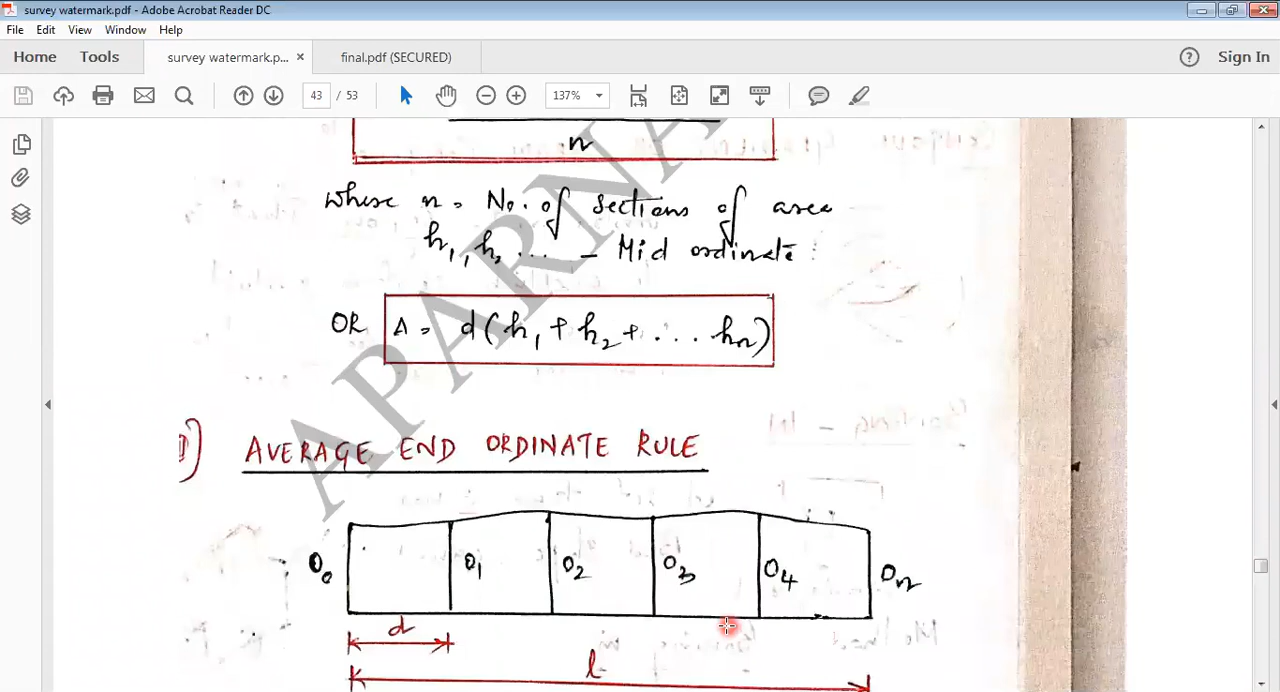 survey watermark.pdf - Adobe Acrobat Reader DC
File Edit View Window Help
Home Tools survey watermark.p... × final.pdf (SECURED) Sign In
43 / 53 137%
n
where n = No. of sections of area
h1, h2 ... - Mid ordinate
OR A = d(h1 + h2 + .... hn)
APARNA
AVERAGE END ORDINATE RULE
O0 O1 O2 O3 O4 On
d
l